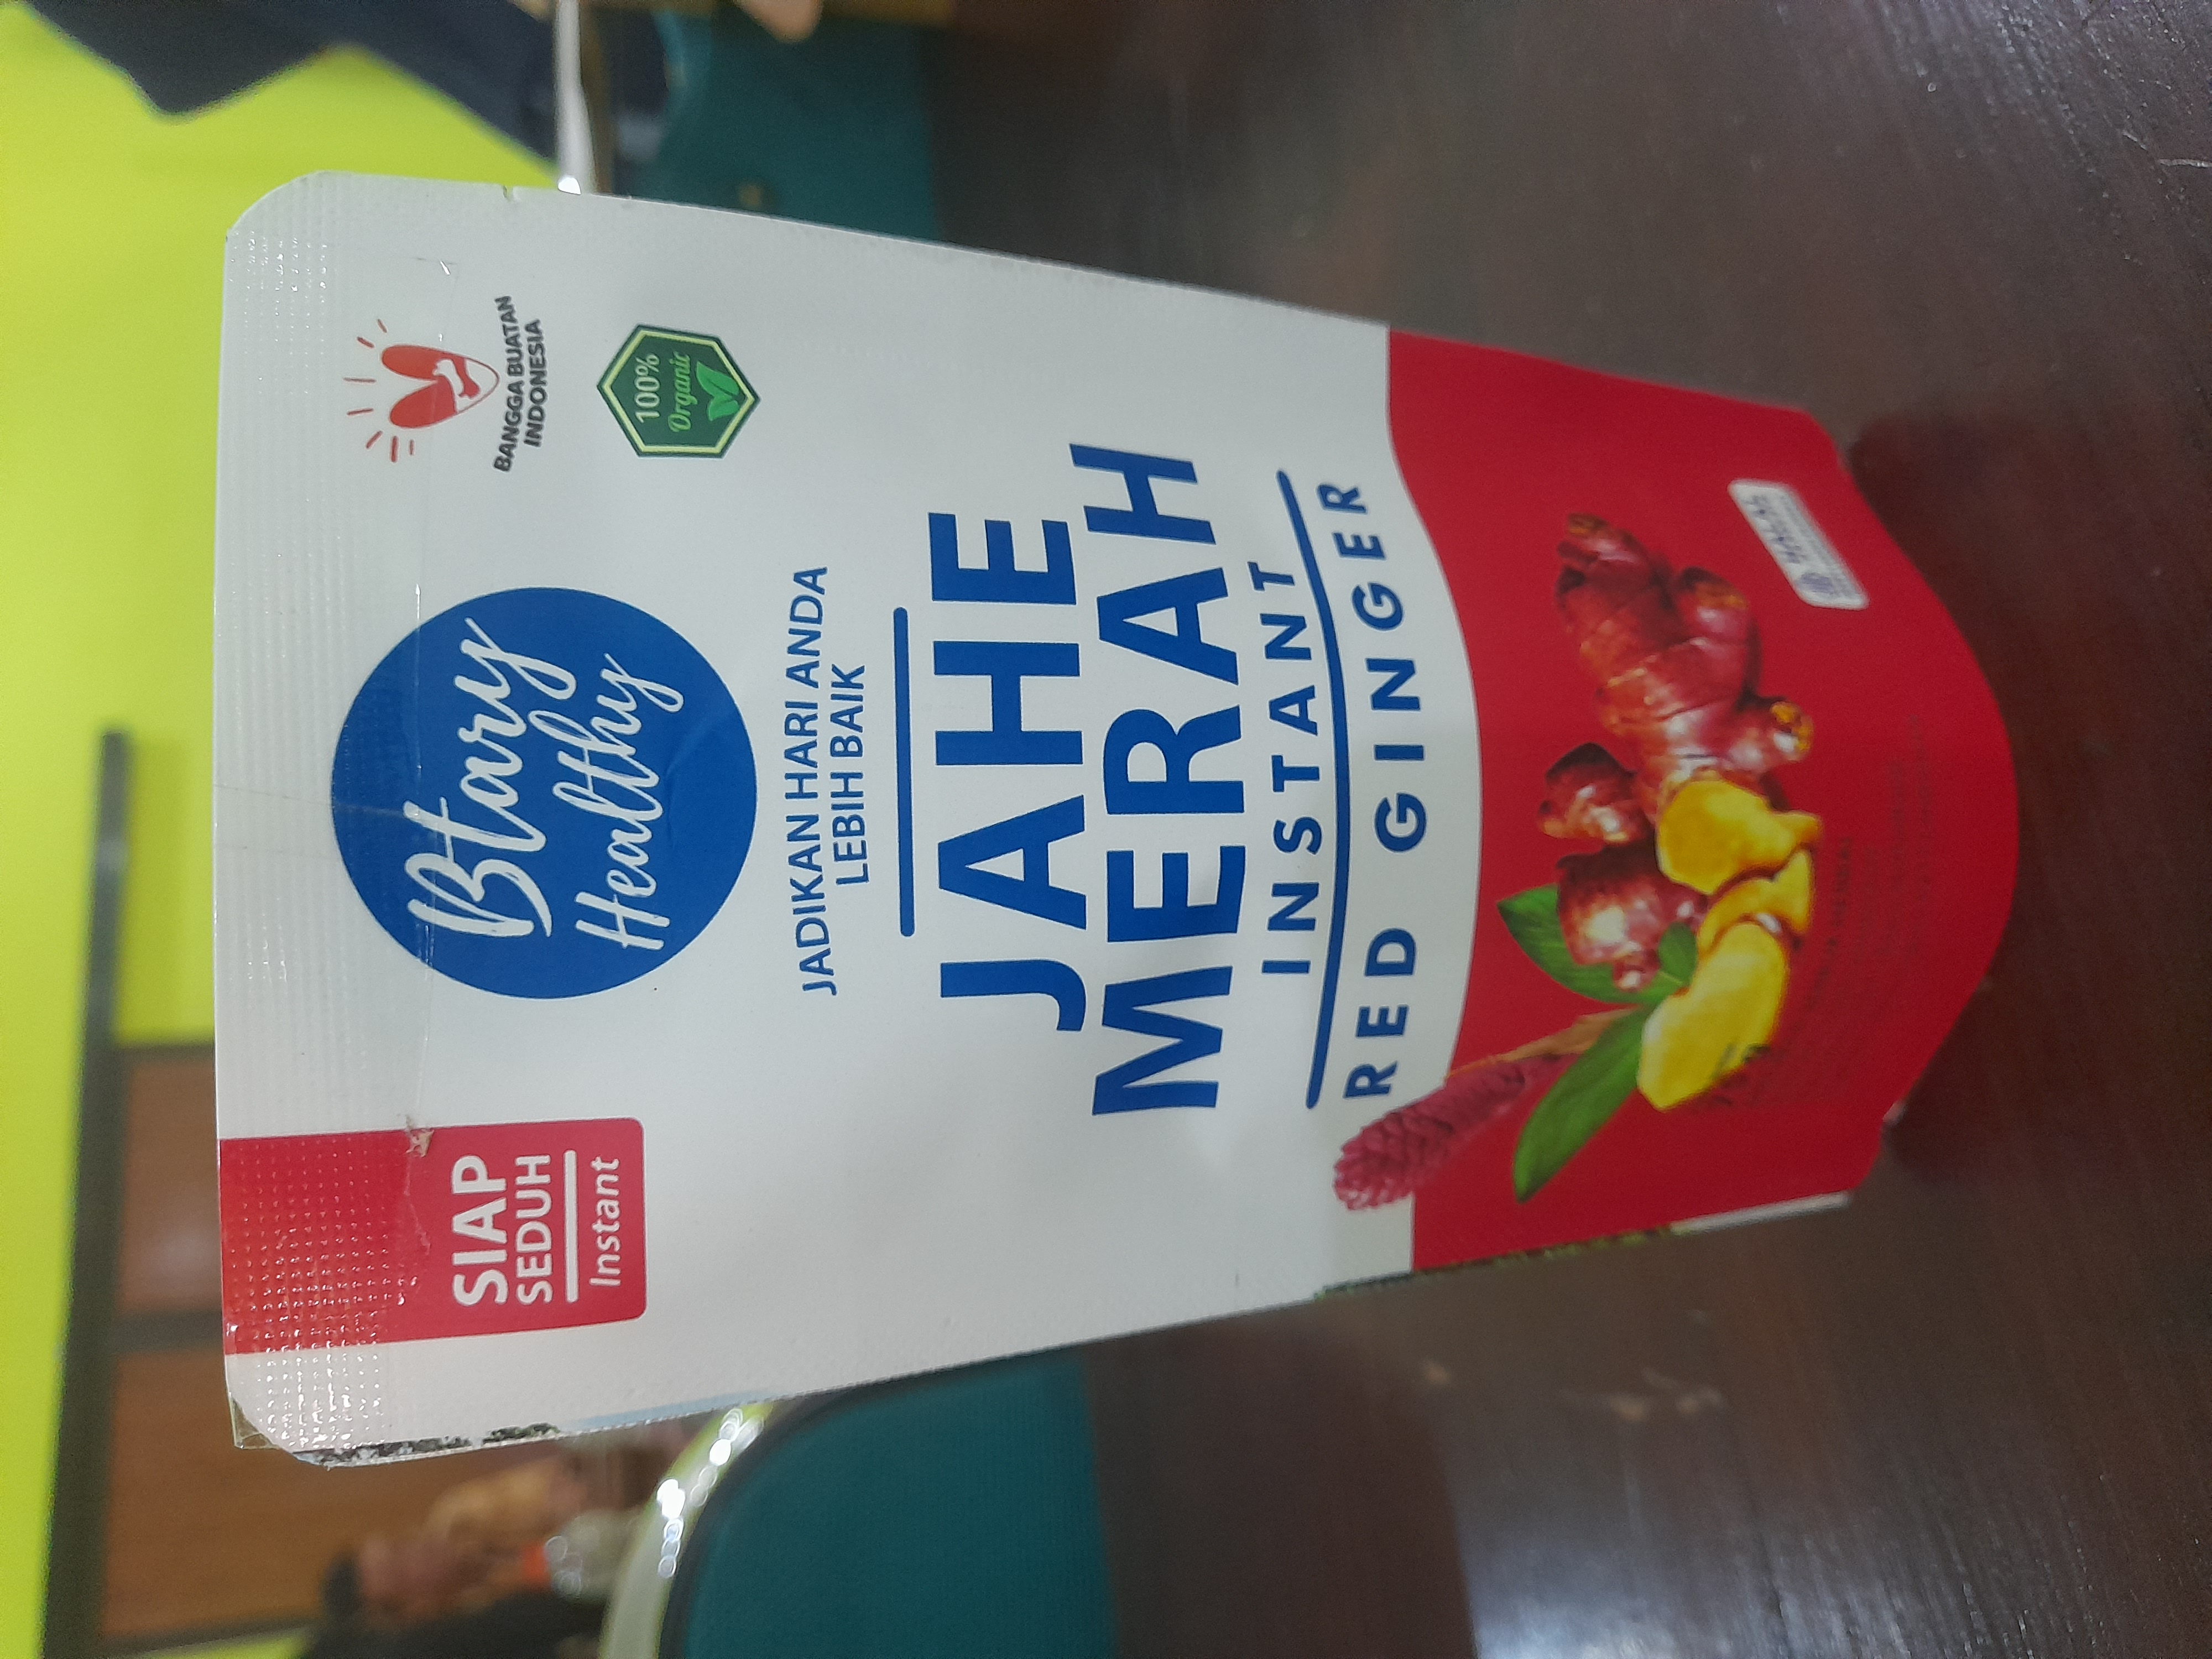 SIAP
SEDUH
Instant
Btary
Healthy
BANGGA BUATAN
INDONESIA
100%
Organic
JADIKAN HARI ANDA
LEBIH BAIK
JAHE
MERAH
INSTANT
RED GINGER
HALAL